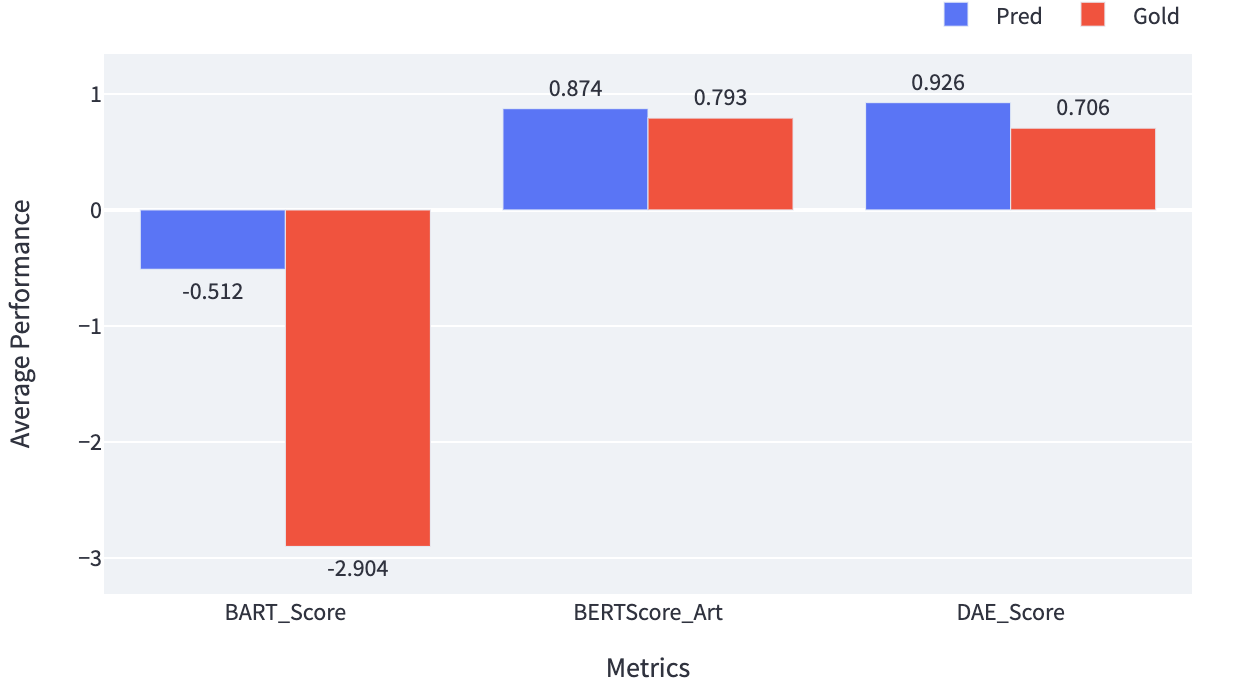 Pred Gold
0.874 0.793 0.926 0.706
1
0
-0.512
−1
−2
−3
-2.904
Average Performance
BART_Score BERTScore_Art DAE_Score
Metrics